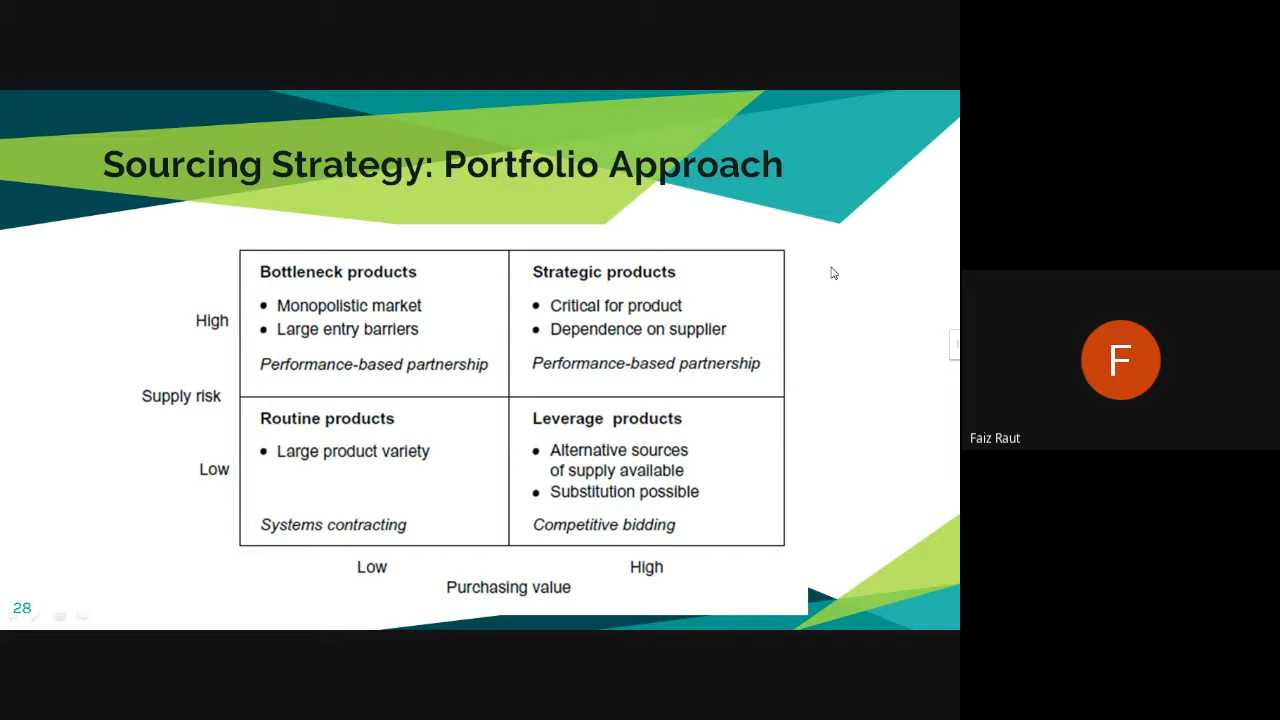 Sourcing Strategy: Portfolio Approach
Bottleneck products
• Monopolistic market
• Large entry barriers
Performance-based partnership
Strategic products
• Critical for product
• Dependence on supplier
Performance-based partnership
High
Supply risk
Low
Routine products
• Large product variety
Systems contracting
Leverage products
• Alternative sources
of supply available
• Substitution possible
Competitive bidding
Low
High
Purchasing value
28
F
Faiz Raut